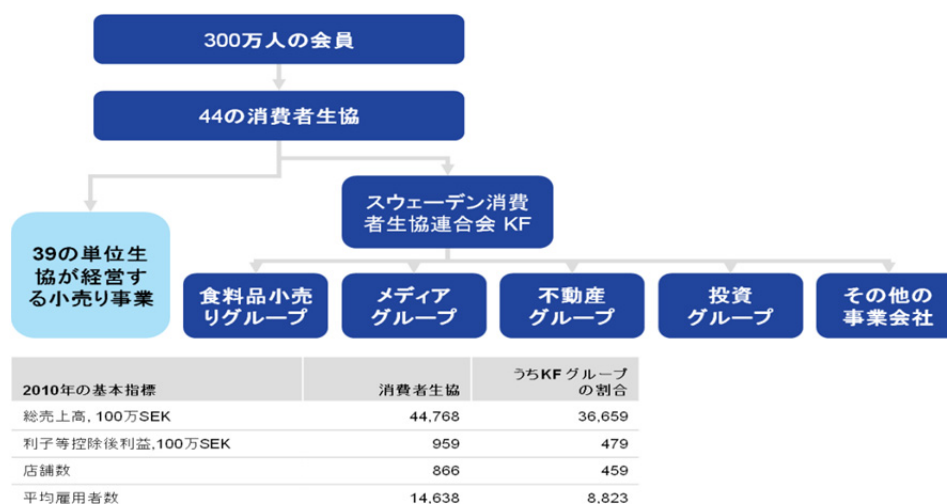 300万人の会員
44の消費者生協
スウェーデン消費
者生協連合会 KF
39の単位生
協が経営す
る小売り事業
食料品小売
りグループ
メディア
グループ
不動産
グループ
投資
グループ
その他の
事業会社
2010年の基本指標 消費者生協 うちKFグループ
の割合
総売上高, 100万SEK 44,768 36,659
利子等控除後利益,100万SEK 959 479
店舗数 866 459
平均雇用者数 14,638 8,823